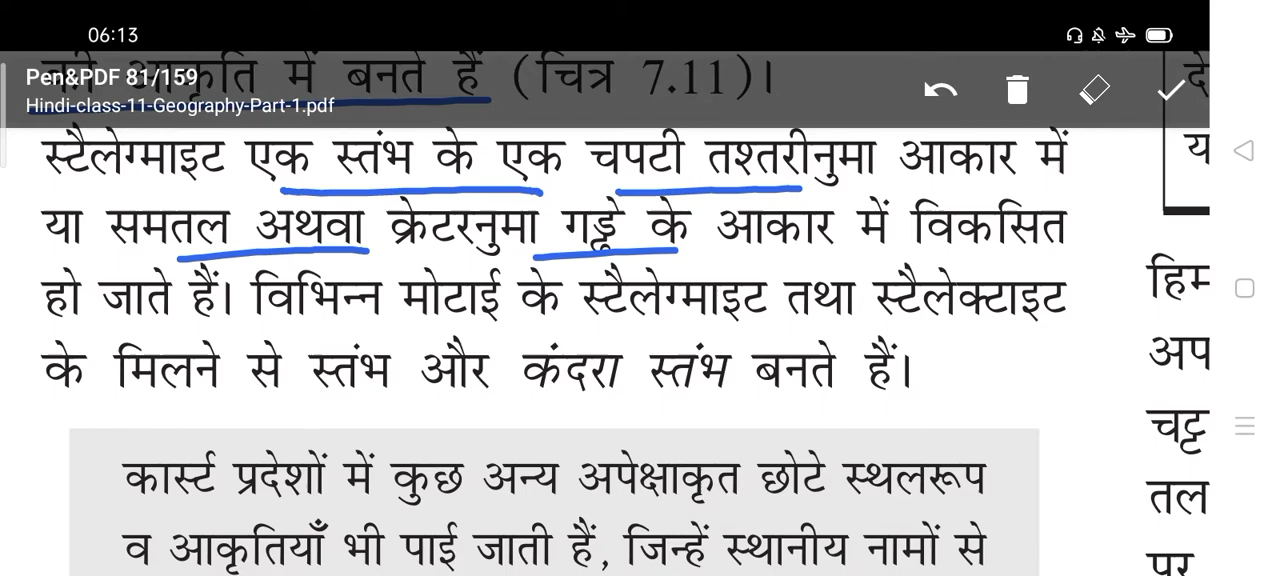 06:13
को आकृति में बनते हैं (चित्र 7.11)।
Pen&PDF 81/159
Hindi-class-11-Geography-Part-1.pdf
स्टैलेग्माइट एक स्तंभ के एक चपटी तश्तरीनुमा आकार में
या समतल अथवा क्रेटरनुमा गड्ढे के आकार में विकसित
हो जाते हैं। विभिन्न मोटाई के स्टैलेग्माइट तथा स्टैलेक्टाइट
के मिलने से स्तंभ और कंदरा स्तंभ बनते हैं।
कार्स्ट प्रदेशों में कुछ अन्य अपेक्षाकृत छोटे स्थलरूप
व आकृतियाँ भी पाई जाती हैं, जिन्हें स्थानीय नामों से
दे
य
हिम
अप
चट्ट
तल
पर